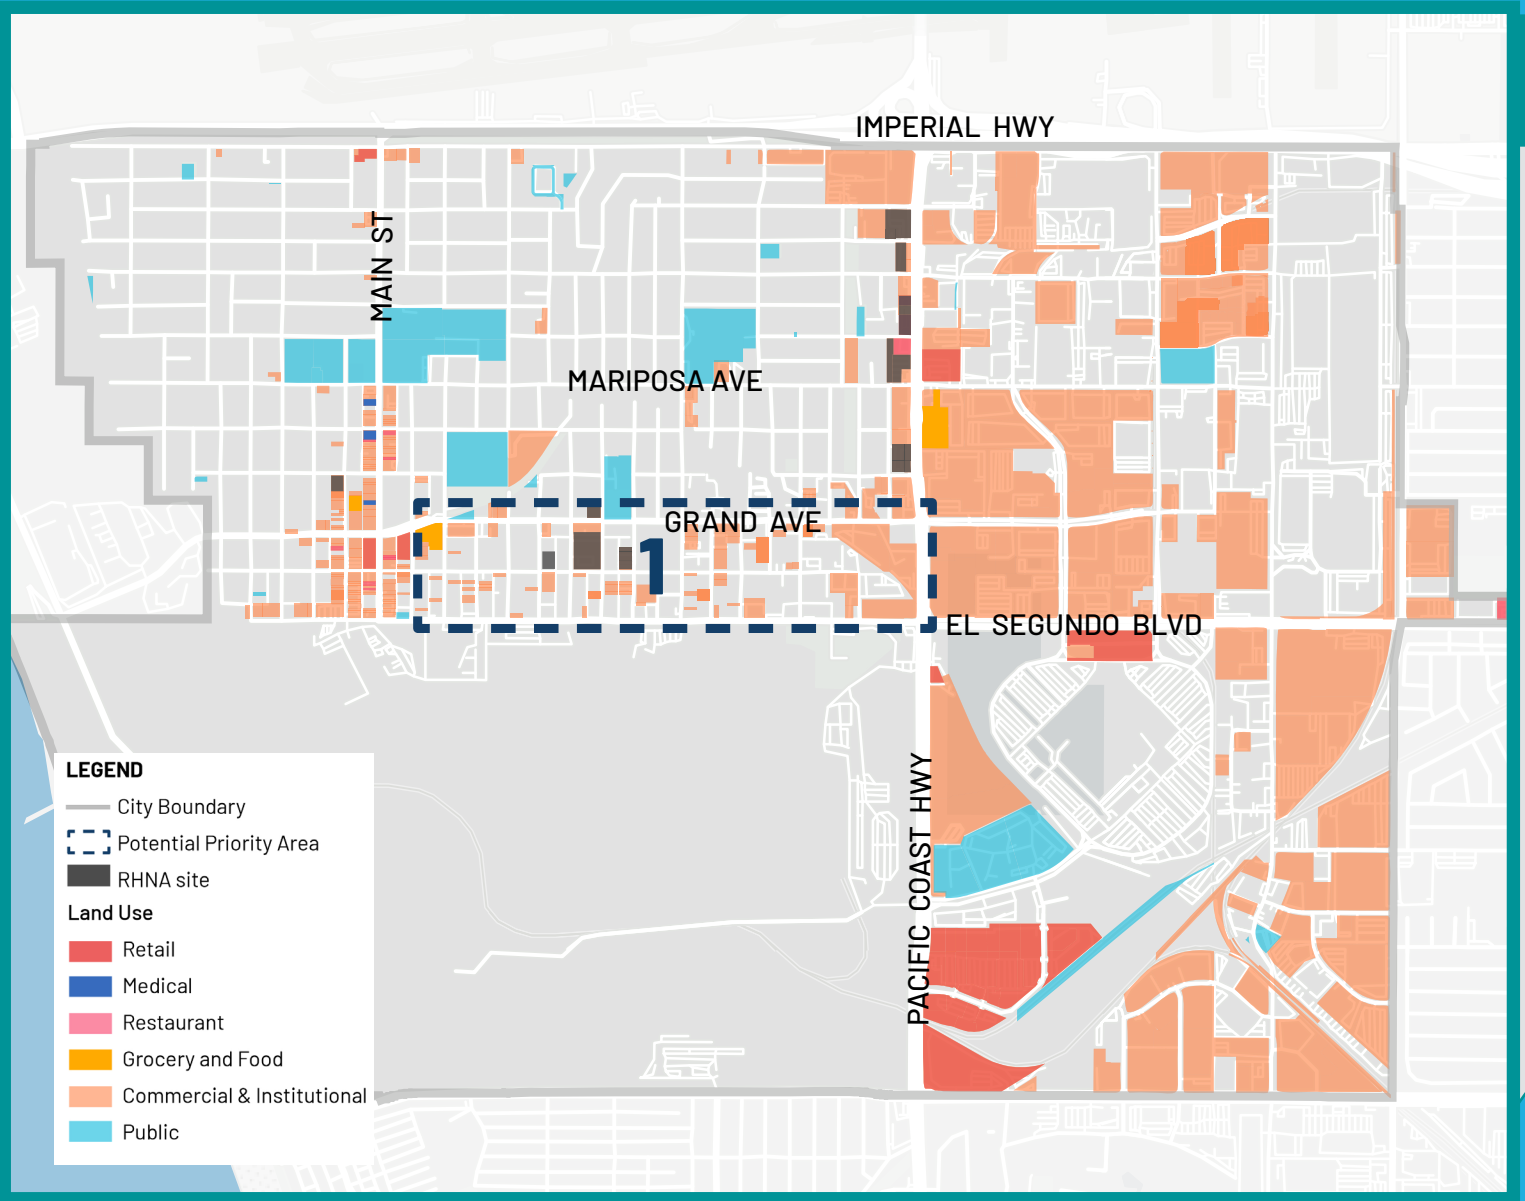 IMPERIAL HWY
MAIN ST
MARIPOSA AVE
GRAND AVE
1
EL SEGUNDO BLVD
PACIFIC COAST HWY
LEGEND
City Boundary
Potential Priority Area
RHNA site
Land Use
Retail
Medical
Restaurant
Grocery and Food
Commercial & Institutional
Public